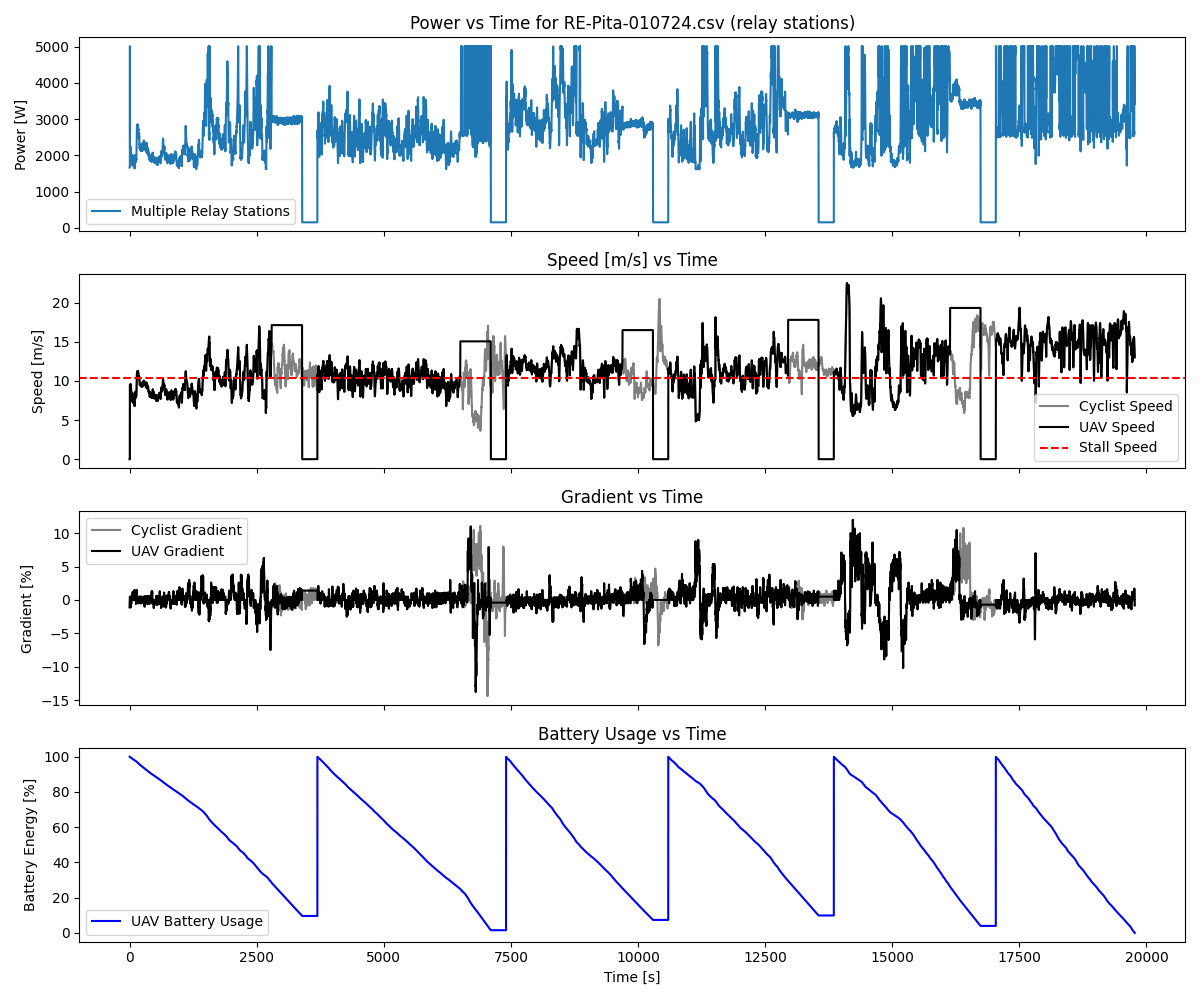 Power vs Time for RE-Pita-010724.csv (relay stations)
5000
4000
3000
2000
1000
0
Power [W]
Multiple Relay Stations
Speed [m/s] vs Time
20
15
10
5
0
Speed [m/s]
Cyclist Speed
UAV Speed
Stall Speed
Gradient vs Time
10
5
0
−5
−10
−15
Gradient [%]
Cyclist Gradient
UAV Gradient
Battery Usage vs Time
100
80
60
40
20
0
Battery Energy [%]
UAV Battery Usage
0 2500 5000 7500 10000 12500 15000 17500 20000
Time [s]